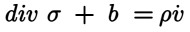 div σ + b = ρv̇